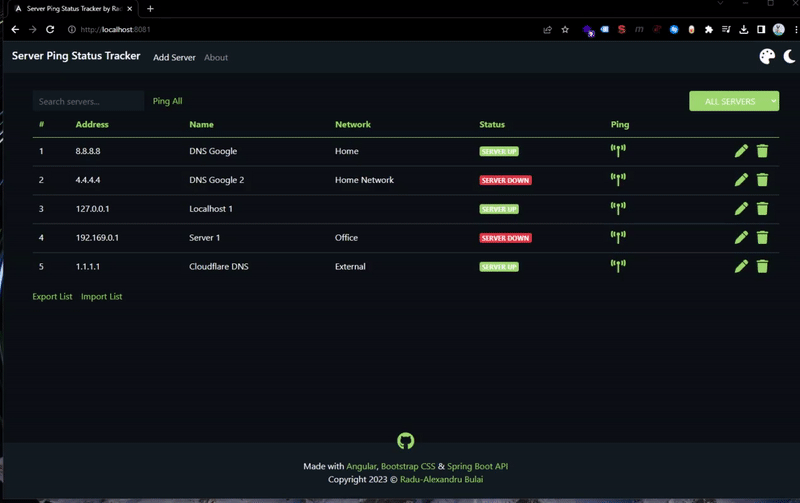 Server Ping Status Tracker by Ra
http://localhost:8081
Server Ping Status Tracker Add Server About
Search servers... Ping All ALL SERVERS
# Address Name Network Status Ping
1 8.8.8.8 DNS Google Home SERVER UP
2 4.4.4.4 DNS Google 2 Home Network SERVER DOWN
3 127.0.0.1 Localhost 1 SERVER UP
4 192.169.0.1 Server 1 Office SERVER DOWN
5 1.1.1.1 Cloudflare DNS External SERVER UP
Export List Import List
Made with Angular, Bootstrap CSS & Spring Boot API
Copyright 2023 © Radu-Alexandru Bulai